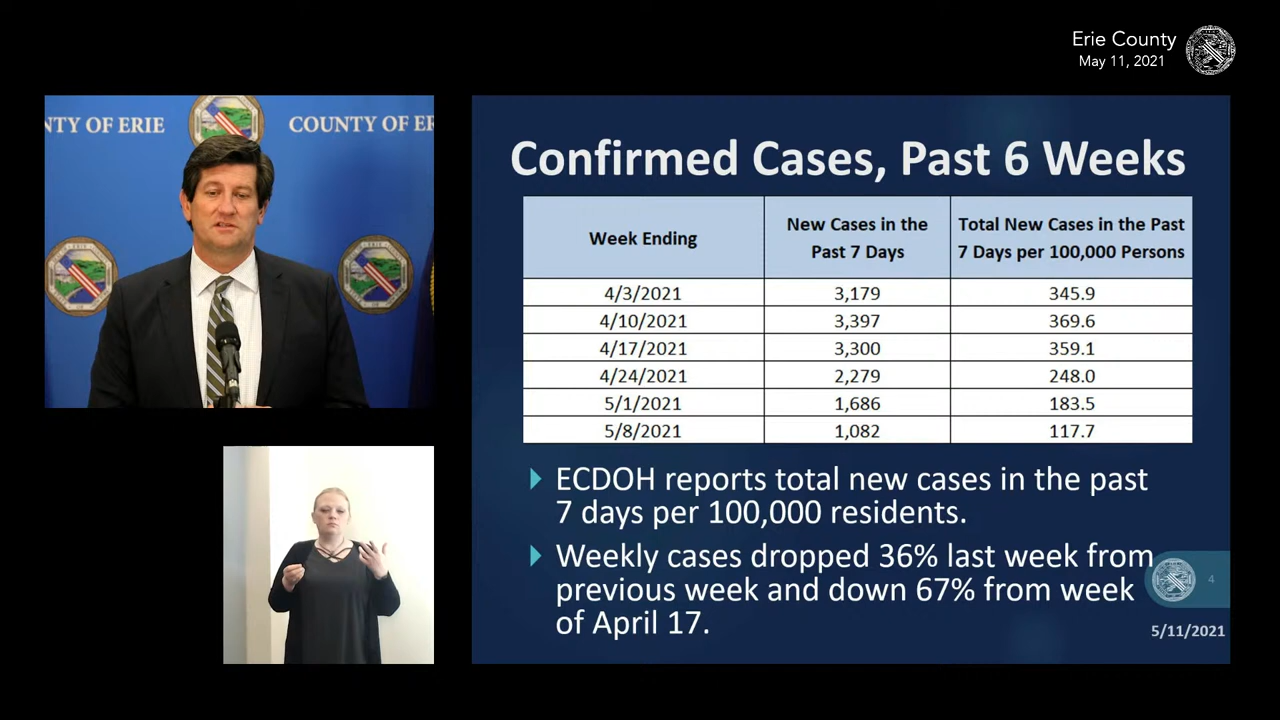 Erie County
May 11, 2021
NTY OF ERIE
COUNTY OF ER
Confirmed Cases, Past 6 Weeks
Week Ending
New Cases in the
Past 7 Days
Total New Cases in the Past
7 Days per 100,000 Persons
4/3/2021 3,179 345.9
4/10/2021 3,397 369.6
4/17/2021 3,300 359.1
4/24/2021 2,279 248.0
5/1/2021 1,686 183.5
5/8/2021 1,082 117.7
ECDOH reports total new cases in the past
7 days per 100,000 residents.
Weekly cases dropped 36% last week from
previous week and down 67% from week
of April 17.
4
5/11/2021